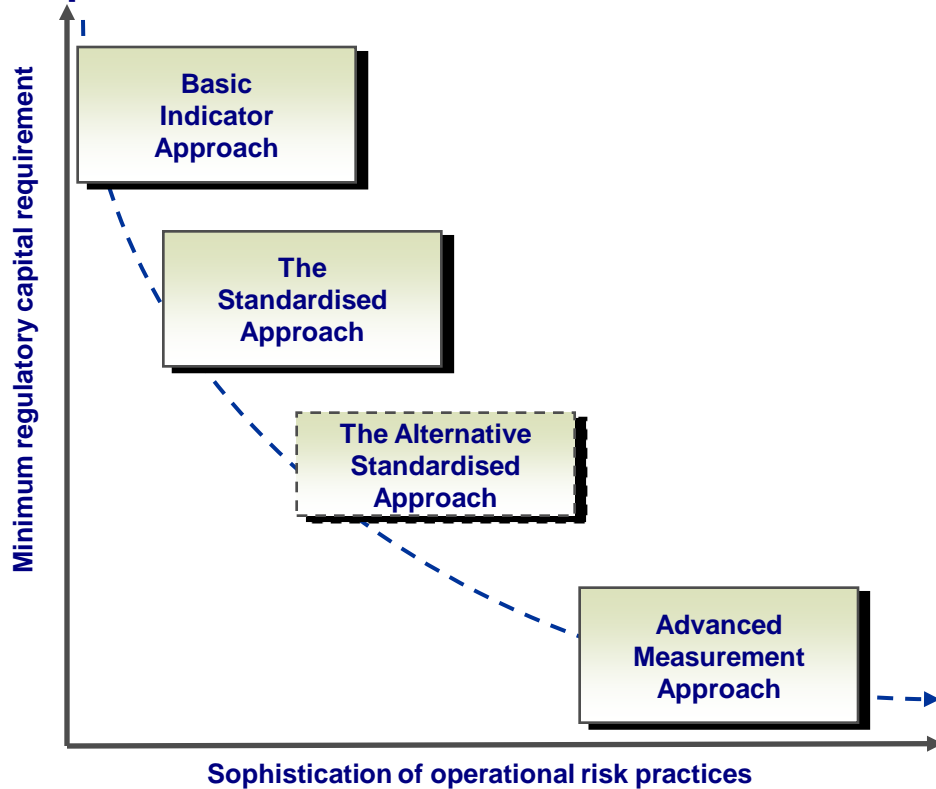 Minimum regulatory capital requirement
Basic
Indicator
Approach
The
Standardised
Approach
The Alternative
Standardised
Approach
Advanced
Measurement
Approach
Sophistication of operational risk practices